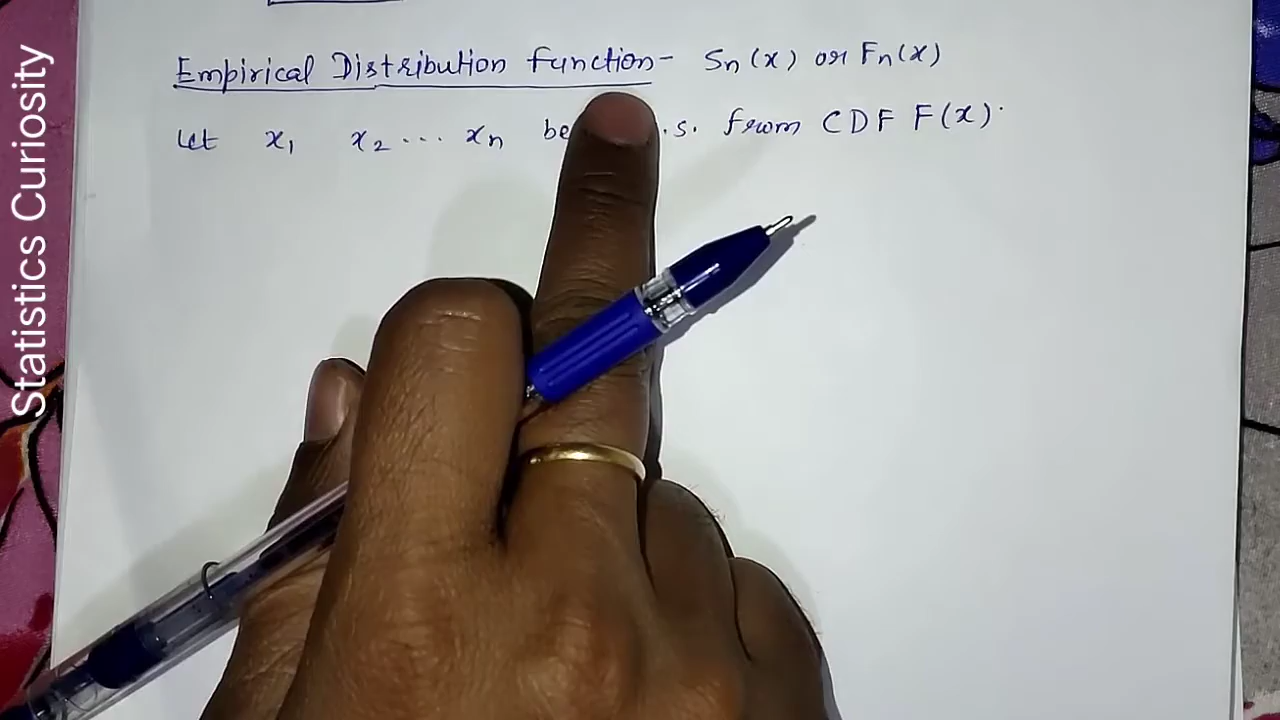 Statistics Curiosity
Empirical Distribution function- Sn(x) or Fn(x)
Let x1 x2 ... xn be .s. from CDF F(x).